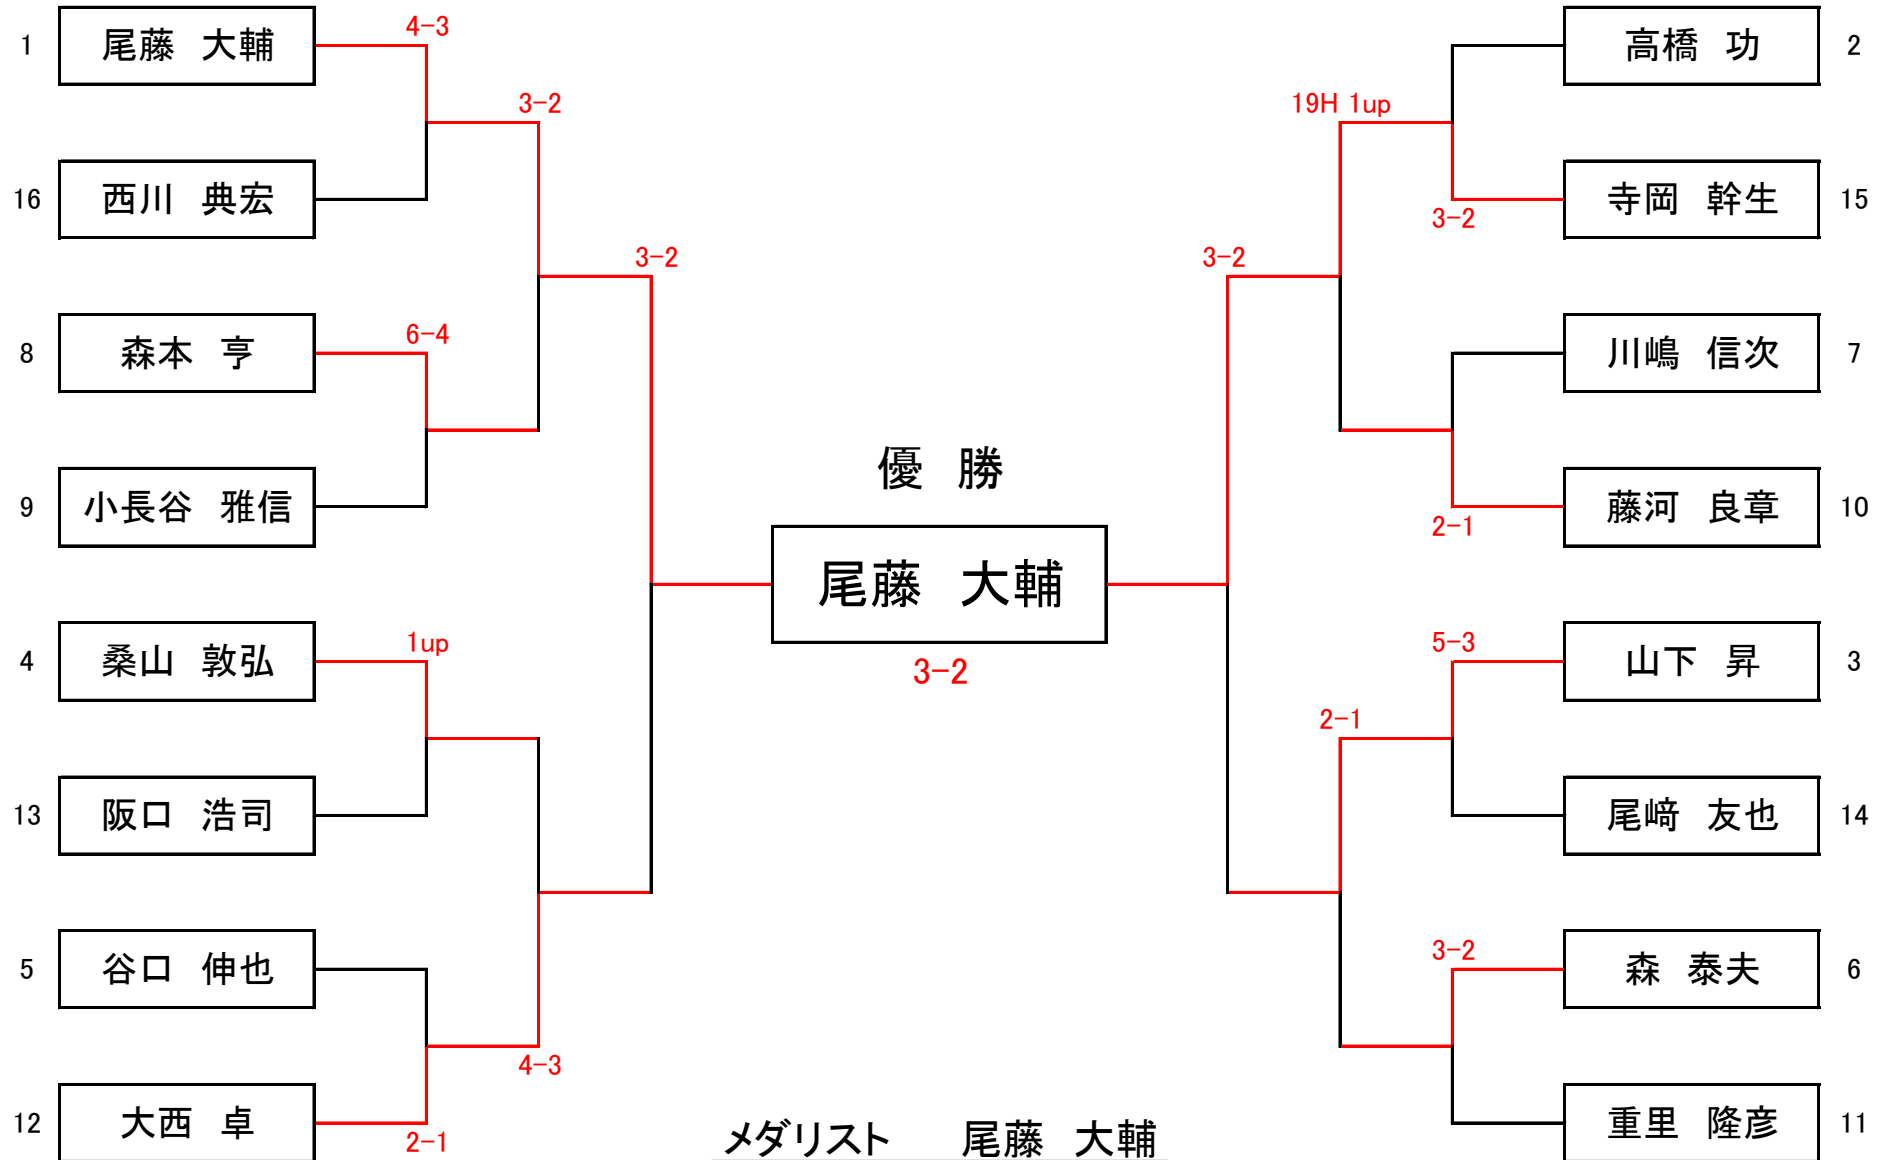 1 尾藤 大輔 4-3
3-2
16 西川 典宏
3-2
8 森本 亨 6-4
9 小長谷 雅信
4 桑山 敦弘 1up
13 阪口 浩司
5 谷口 伸也
4-3
12 大西 卓 2-1
優 勝
尾藤 大輔
3-2
メダリスト 尾藤 大輔
高橋 功 2
19H 1up
寺岡 幹生 15
3-2
3-2
川嶋 信次 7
藤河 良章 10
2-1
5-3 山下 昇 3
2-1
尾﨑 友也 14
3-2 森 泰夫 6
重里 隆彦 11